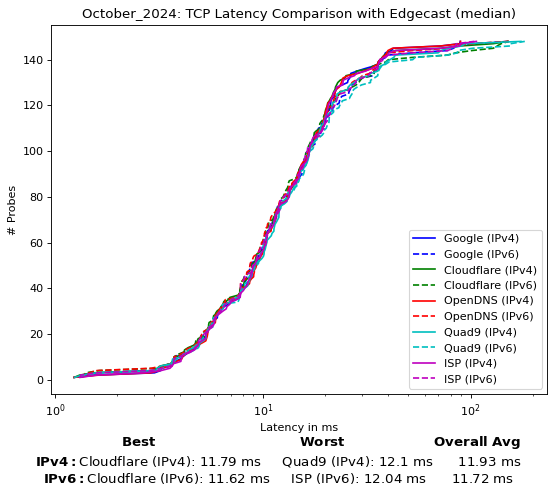 October_2024: TCP Latency Comparison with Edgecast (median)
# Probes
140
120
100
80
60
40
20
0
10⁰
10¹
10²
Latency in ms
Google (IPv4)
Google (IPv6)
Cloudflare (IPv4)
Cloudflare (IPv6)
OpenDNS (IPv4)
OpenDNS (IPv6)
Quad9 (IPv4)
Quad9 (IPv6)
ISP (IPv4)
ISP (IPv6)
Best Worst Overall Avg
IPv4: Cloudflare (IPv4): 11.79 ms Quad9 (IPv4): 12.1 ms 11.93 ms
IPv6: Cloudflare (IPv6): 11.62 ms ISP (IPv6): 12.04 ms 11.72 ms